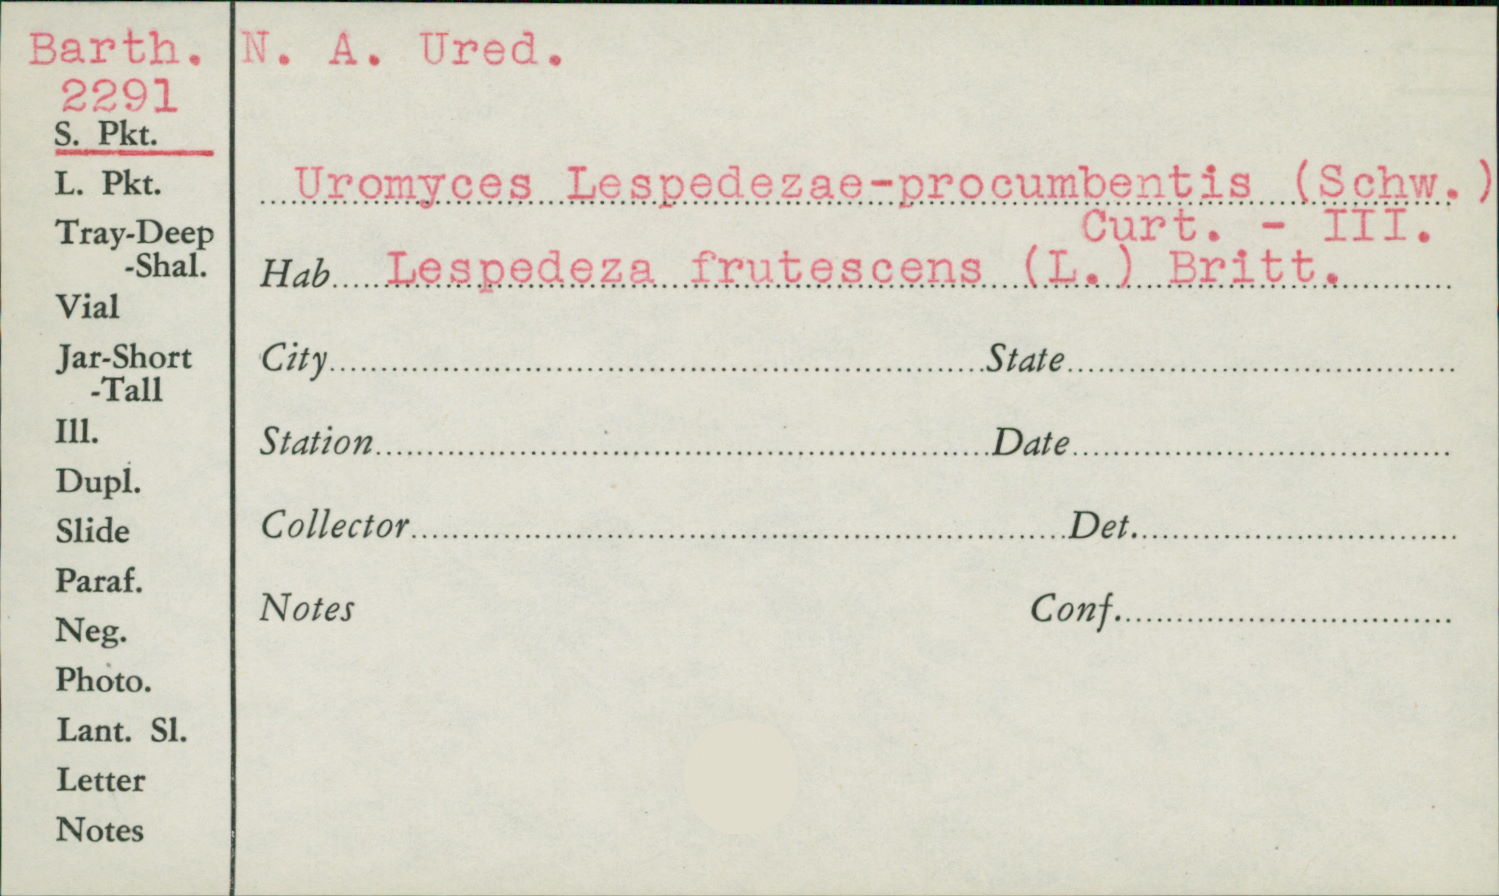 Barth. N. A. Ured.
2291
S. Pkt.
L. Pkt.
Uromyces Lespedezae-procumbentis (Schw.)
Curt. - III.
Tray-Deep
-Shal.
Hab. Lespedeza frutescens (L.) Britt.
Vial
Jar-Short
-Tall
City State
Ill.
Station Date
Dupl.
Slide
Collector Det.
Paraf.
Neg.
Notes Conf.
Photo.
Lant. Sl.
Letter
Notes